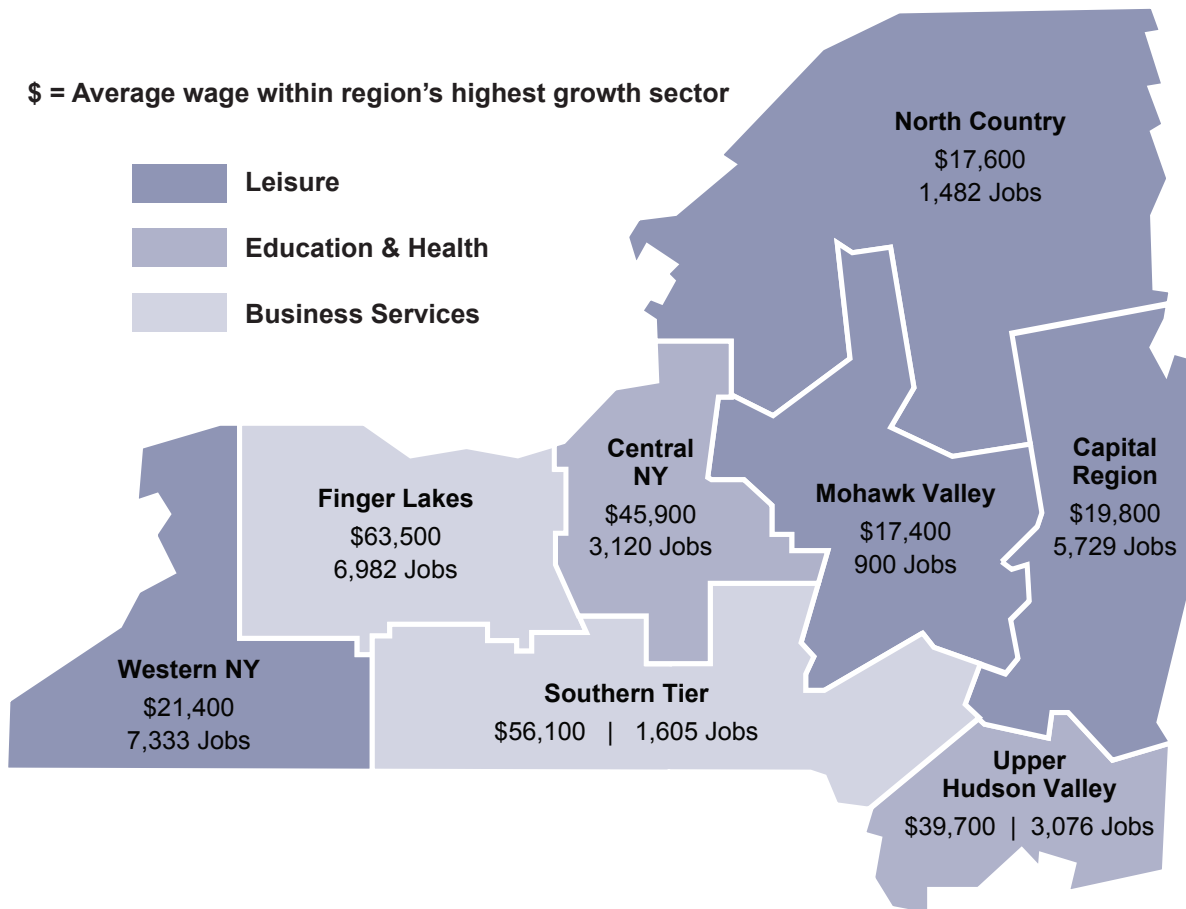 $ = Average wage within region's highest growth sector
Leisure
Education & Health
Business Services
North Country
$17,600
1,482 Jobs
Central
NY
$45,900
3,120 Jobs
Mohawk Valley
$17,400
900 Jobs
Capital
Region
$19,800
5,729 Jobs
Finger Lakes
$63,500
6,982 Jobs
Western NY
$21,400
7,333 Jobs
Southern Tier
$56,100 | 1,605 Jobs
Upper
Hudson Valley
$39,700 | 3,076 Jobs